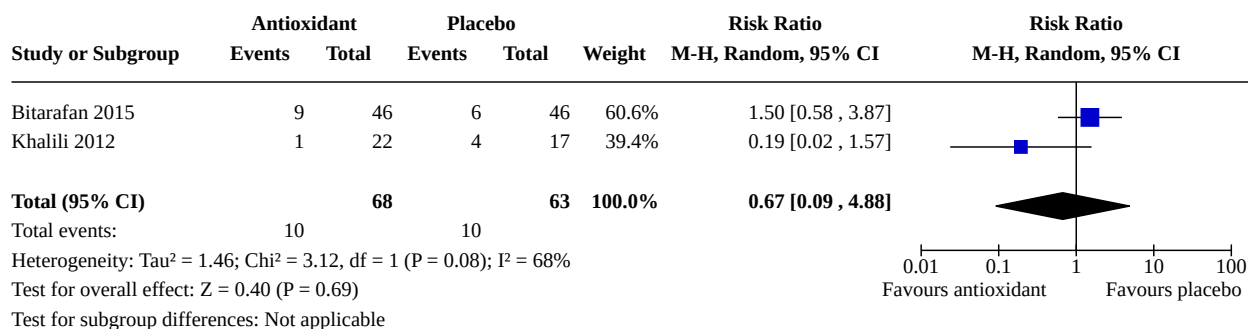 Antioxidant Placebo Risk Ratio Risk Ratio
Study or Subgroup Events Total Events Total Weight M-H, Random, 95% CI M-H, Random, 95% CI
Bitarafan 2015 9 46 6 46 60.6% 1.50 [0.58 , 3.87]
Khalili 2012 1 22 4 17 39.4% 0.19 [0.02 , 1.57]
Total (95% CI) 68 63 100.0% 0.67 [0.09 , 4.88]
Total events: 10 10
Heterogeneity: Tau² = 1.46; Chi² = 3.12, df = 1 (P = 0.08); I² = 68%
0.01 0.1 1 10 100
Test for overall effect: Z = 0.40 (P = 0.69)
Favours antioxidant Favours placebo
Test for subgroup differences: Not applicable